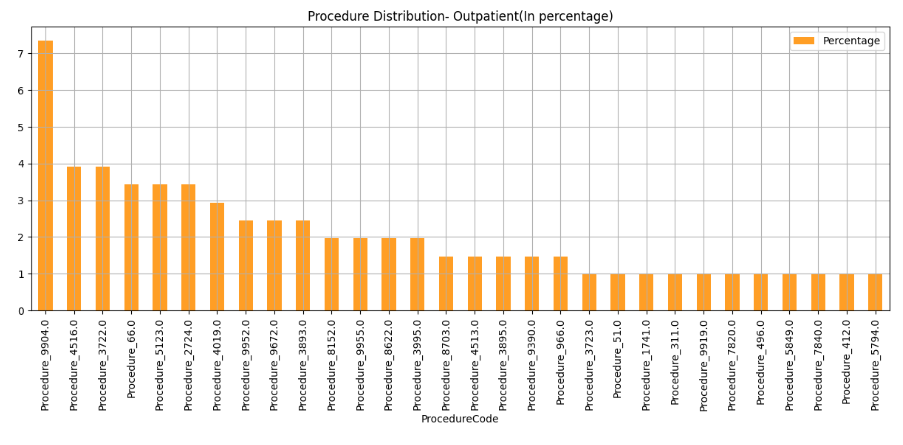 Procedure Distribution- Outpatient(In percentage)
Percentage
7
6
5
4
3
2
1
0
Procedure_9904.0
Procedure_4516.0
Procedure_3722.0
Procedure_66.0
Procedure_5123.0
Procedure_2724.0
Procedure_4019.0
Procedure_9952.0
Procedure_9672.0
Procedure_3893.0
Procedure_8152.0
Procedure_9955.0
Procedure_8622.0
Procedure_3995.0
Procedure_8703.0
Procedure_4513.0
Procedure_3895.0
Procedure_9390.0
Procedure_966.0
Procedure_3723.0
Procedure_51.0
Procedure_1741.0
Procedure_311.0
Procedure_9919.0
Procedure_7820.0
Procedure_496.0
Procedure_5849.0
Procedure_7840.0
Procedure_412.0
Procedure_5794.0
ProcedureCode